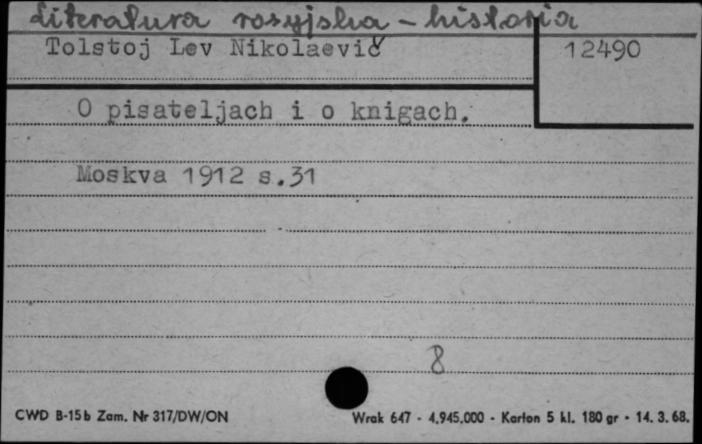 Literatura rosyjska - historia
Tolstoj Lev Nikolaevič
12490
O pisateljach i o knigach.
Moskva 1912 s.31
8
CWD B-15b Zam. Nr 317/DW/ON Wrak 647 - 4.945.000 - Karton 5 kl. 180 gr - 14. 3. 68.